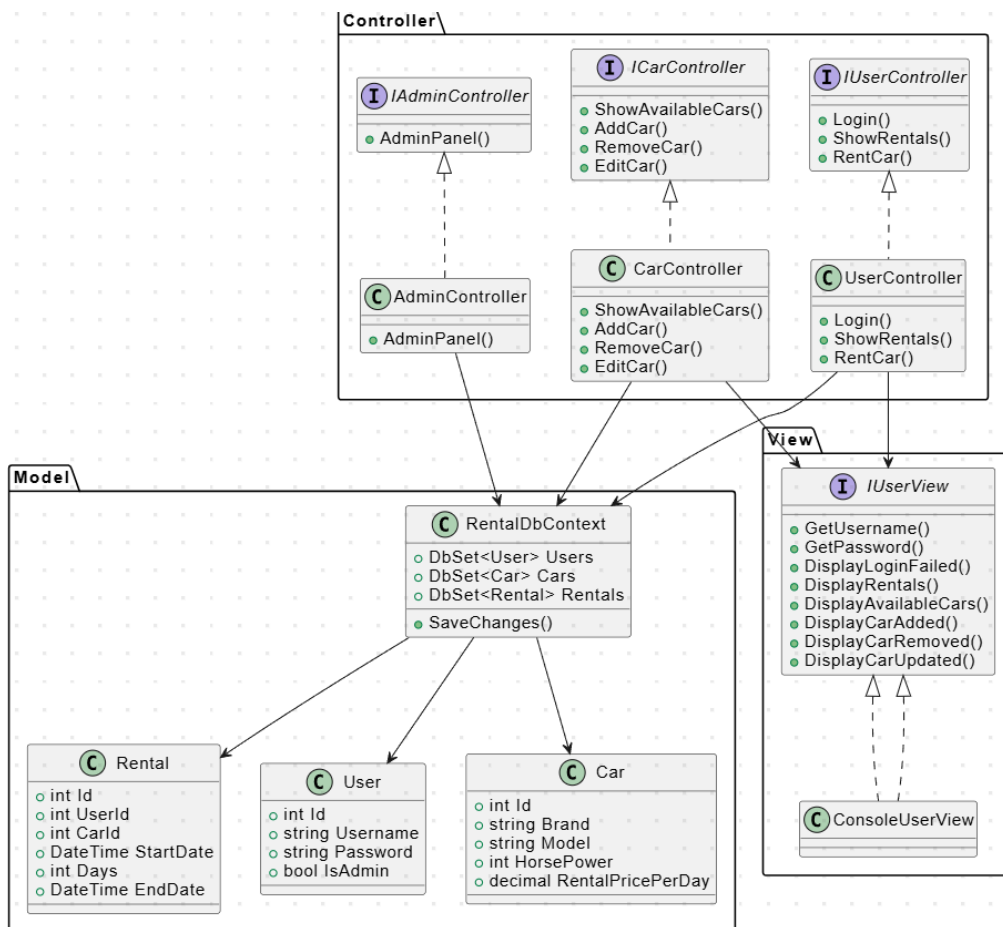 Controller
I IAdminController
AdminPanel()
I ICarController
ShowAvailableCars()
AddCar()
RemoveCar()
EditCar()
I IUserController
Login()
ShowRentals()
RentCar()
C AdminController
AdminPanel()
C CarController
ShowAvailableCars()
AddCar()
RemoveCar()
EditCar()
C UserController
Login()
ShowRentals()
RentCar()
View
I IUserView
GetUsername()
GetPassword()
DisplayLoginFailed()
DisplayRentals()
DisplayAvailableCars()
DisplayCarAdded()
DisplayCarRemoved()
DisplayCarUpdated()
C ConsoleUserView
Model
C RentalDbContext
DbSet<User> Users
DbSet<Car> Cars
DbSet<Rental> Rentals
SaveChanges()
C Rental
int Id
int UserId
int CarId
DateTime StartDate
int Days
DateTime EndDate
C User
int Id
string Username
string Password
bool IsAdmin
C Car
int Id
string Brand
string Model
int HorsePower
decimal RentalPricePerDay